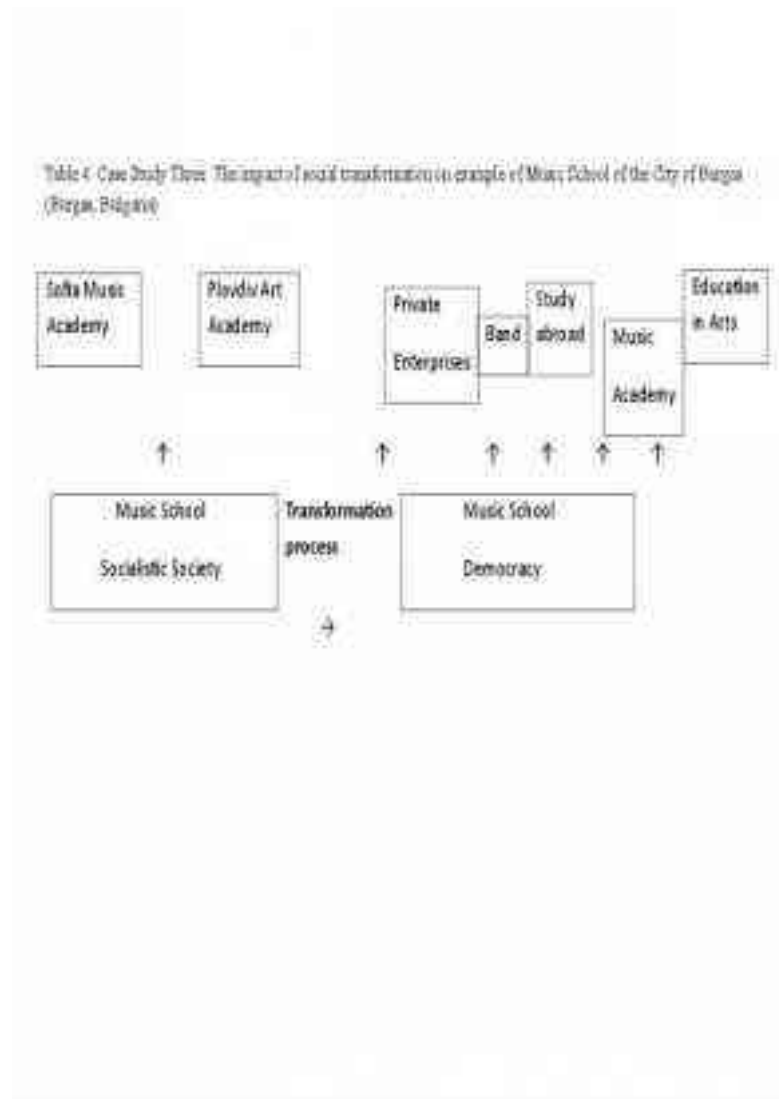 Table 4. Case Study Three. The impact of social transformation on example of Music School of the City of Burgas
(Burgas, Bulgaria)
Sofia Music
Academy
Plovdiv Art
Academy
Private
Enterprises
Band
Study
abroad
Music
Academy
Education
in Arts
↑ ↑ ↑ ↑ ↑ ↑
Music School
Socialistic Society
Transformation
process
Music School
Democracy
→